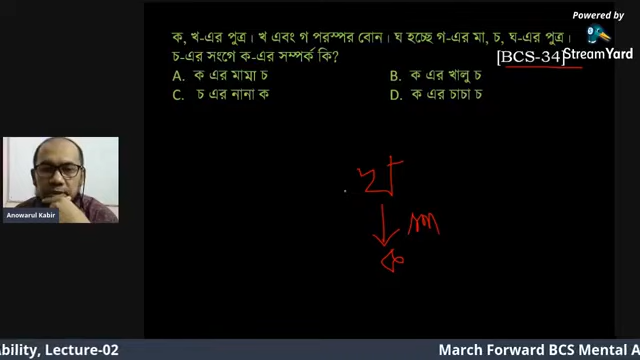 Powered by
StreamYard
ক, খ-এর পুত্র। খ এবং গ পরস্পর বোন। ঘ হচ্ছে গ-এর মা, চ, ঘ-এর পুত্র।
চ-এর সংগে ক-এর সম্পর্ক কি?
[BCS-34]
A. ক এর মামা চ
B. ক এর খালু চ
C. চ এর নানা ক
D. ক এর চাচা চ
খ
m
ক
Anowarul Kabir
Ability, Lecture-02
March Forward BCS Mental A